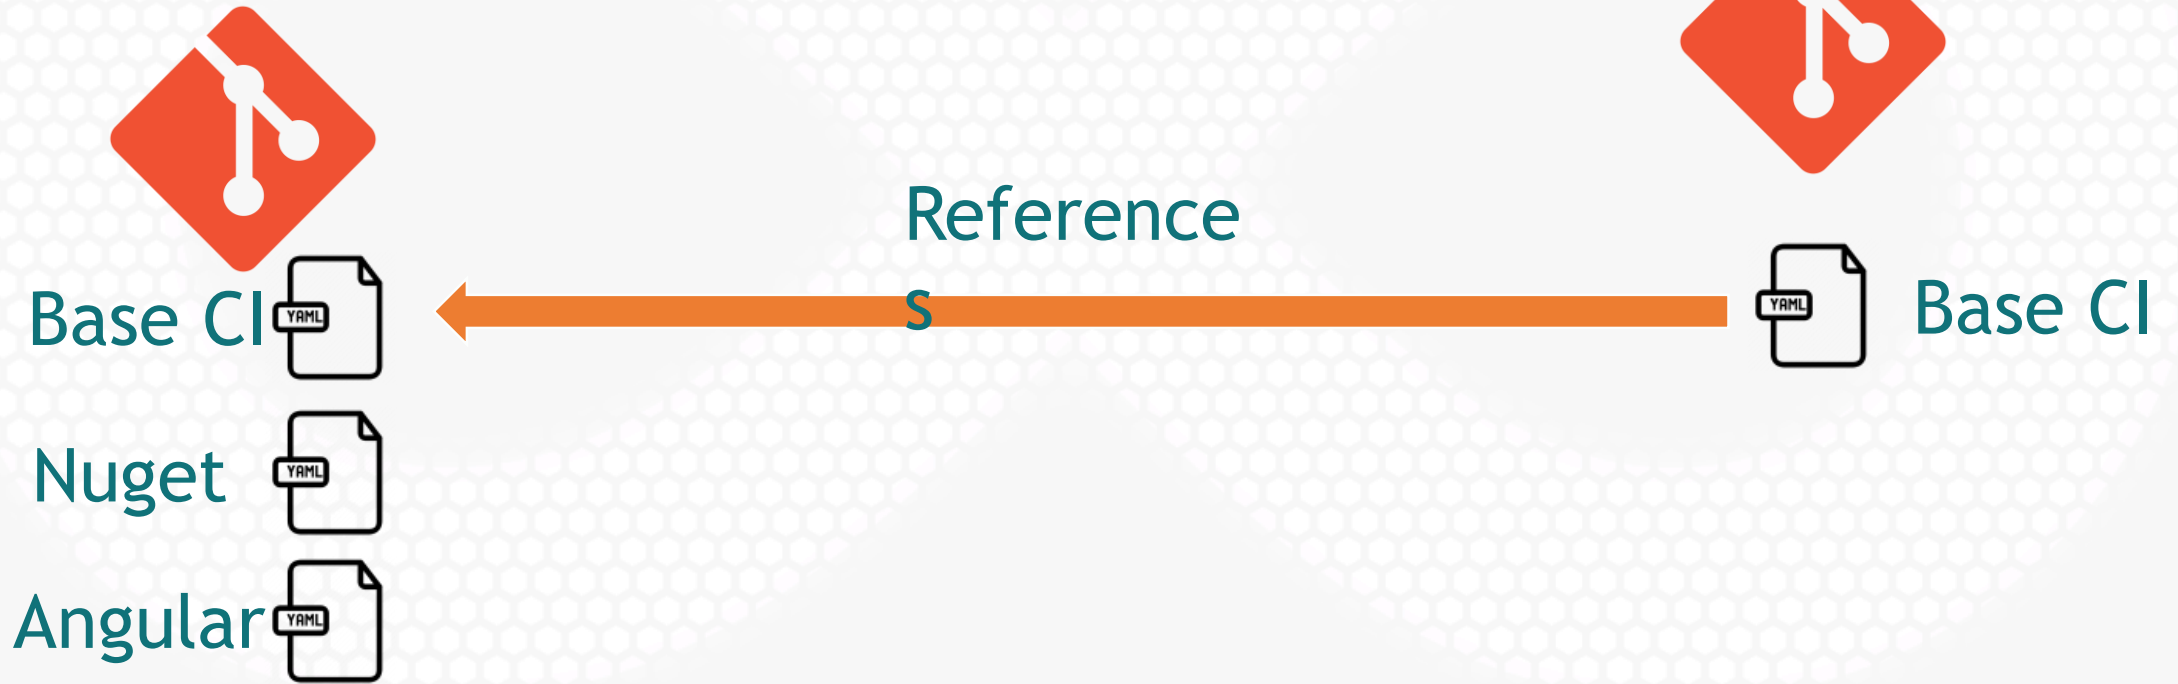 Reference
s
Base CI
YAML
YAML
Base CI
Nuget
YAML
Angular
YAML